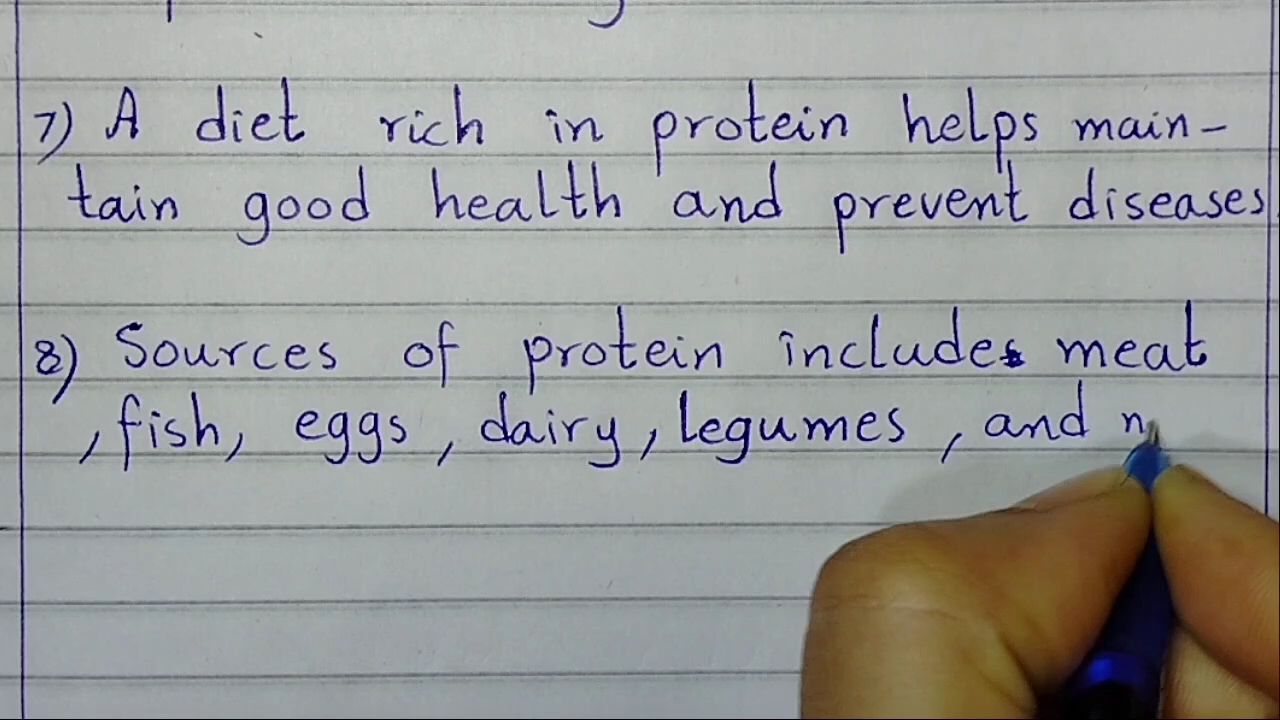 7) A diet rich in protein helps main-
tain good health and prevent diseases
8) Sources of protein includes meat
, fish, eggs, dairy, legumes, and n